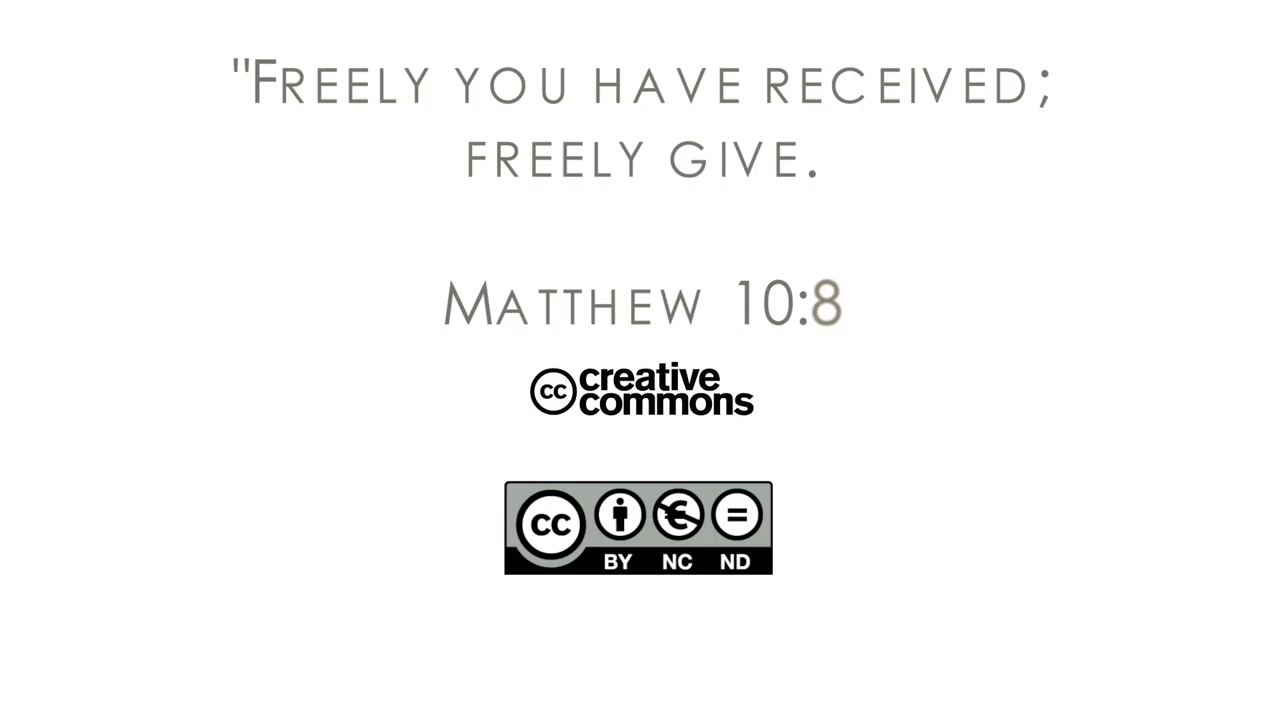 "FREELY YOU HAVE RECEIVED;
FREELY GIVE.
MATTHEW 10:8
cc creative
commons
cc
BY NC ND